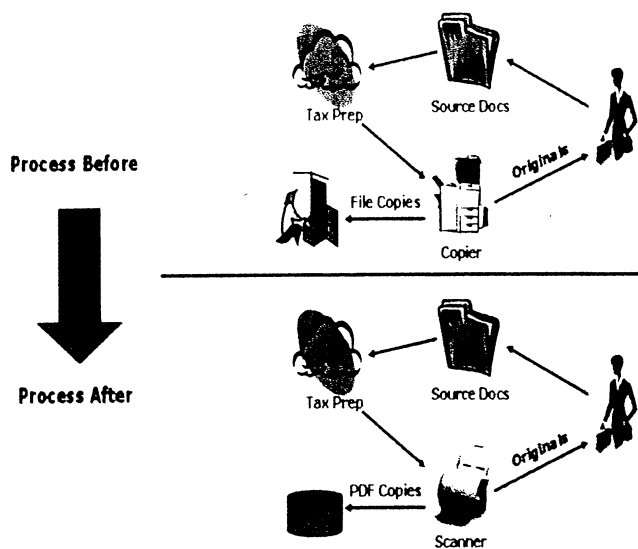 Tax Prep
Source Docs
Process Before
Originals
File Copies
Copier
Process After
Tax Prep
Source Docs
Originals
PDF Copies
Scanner